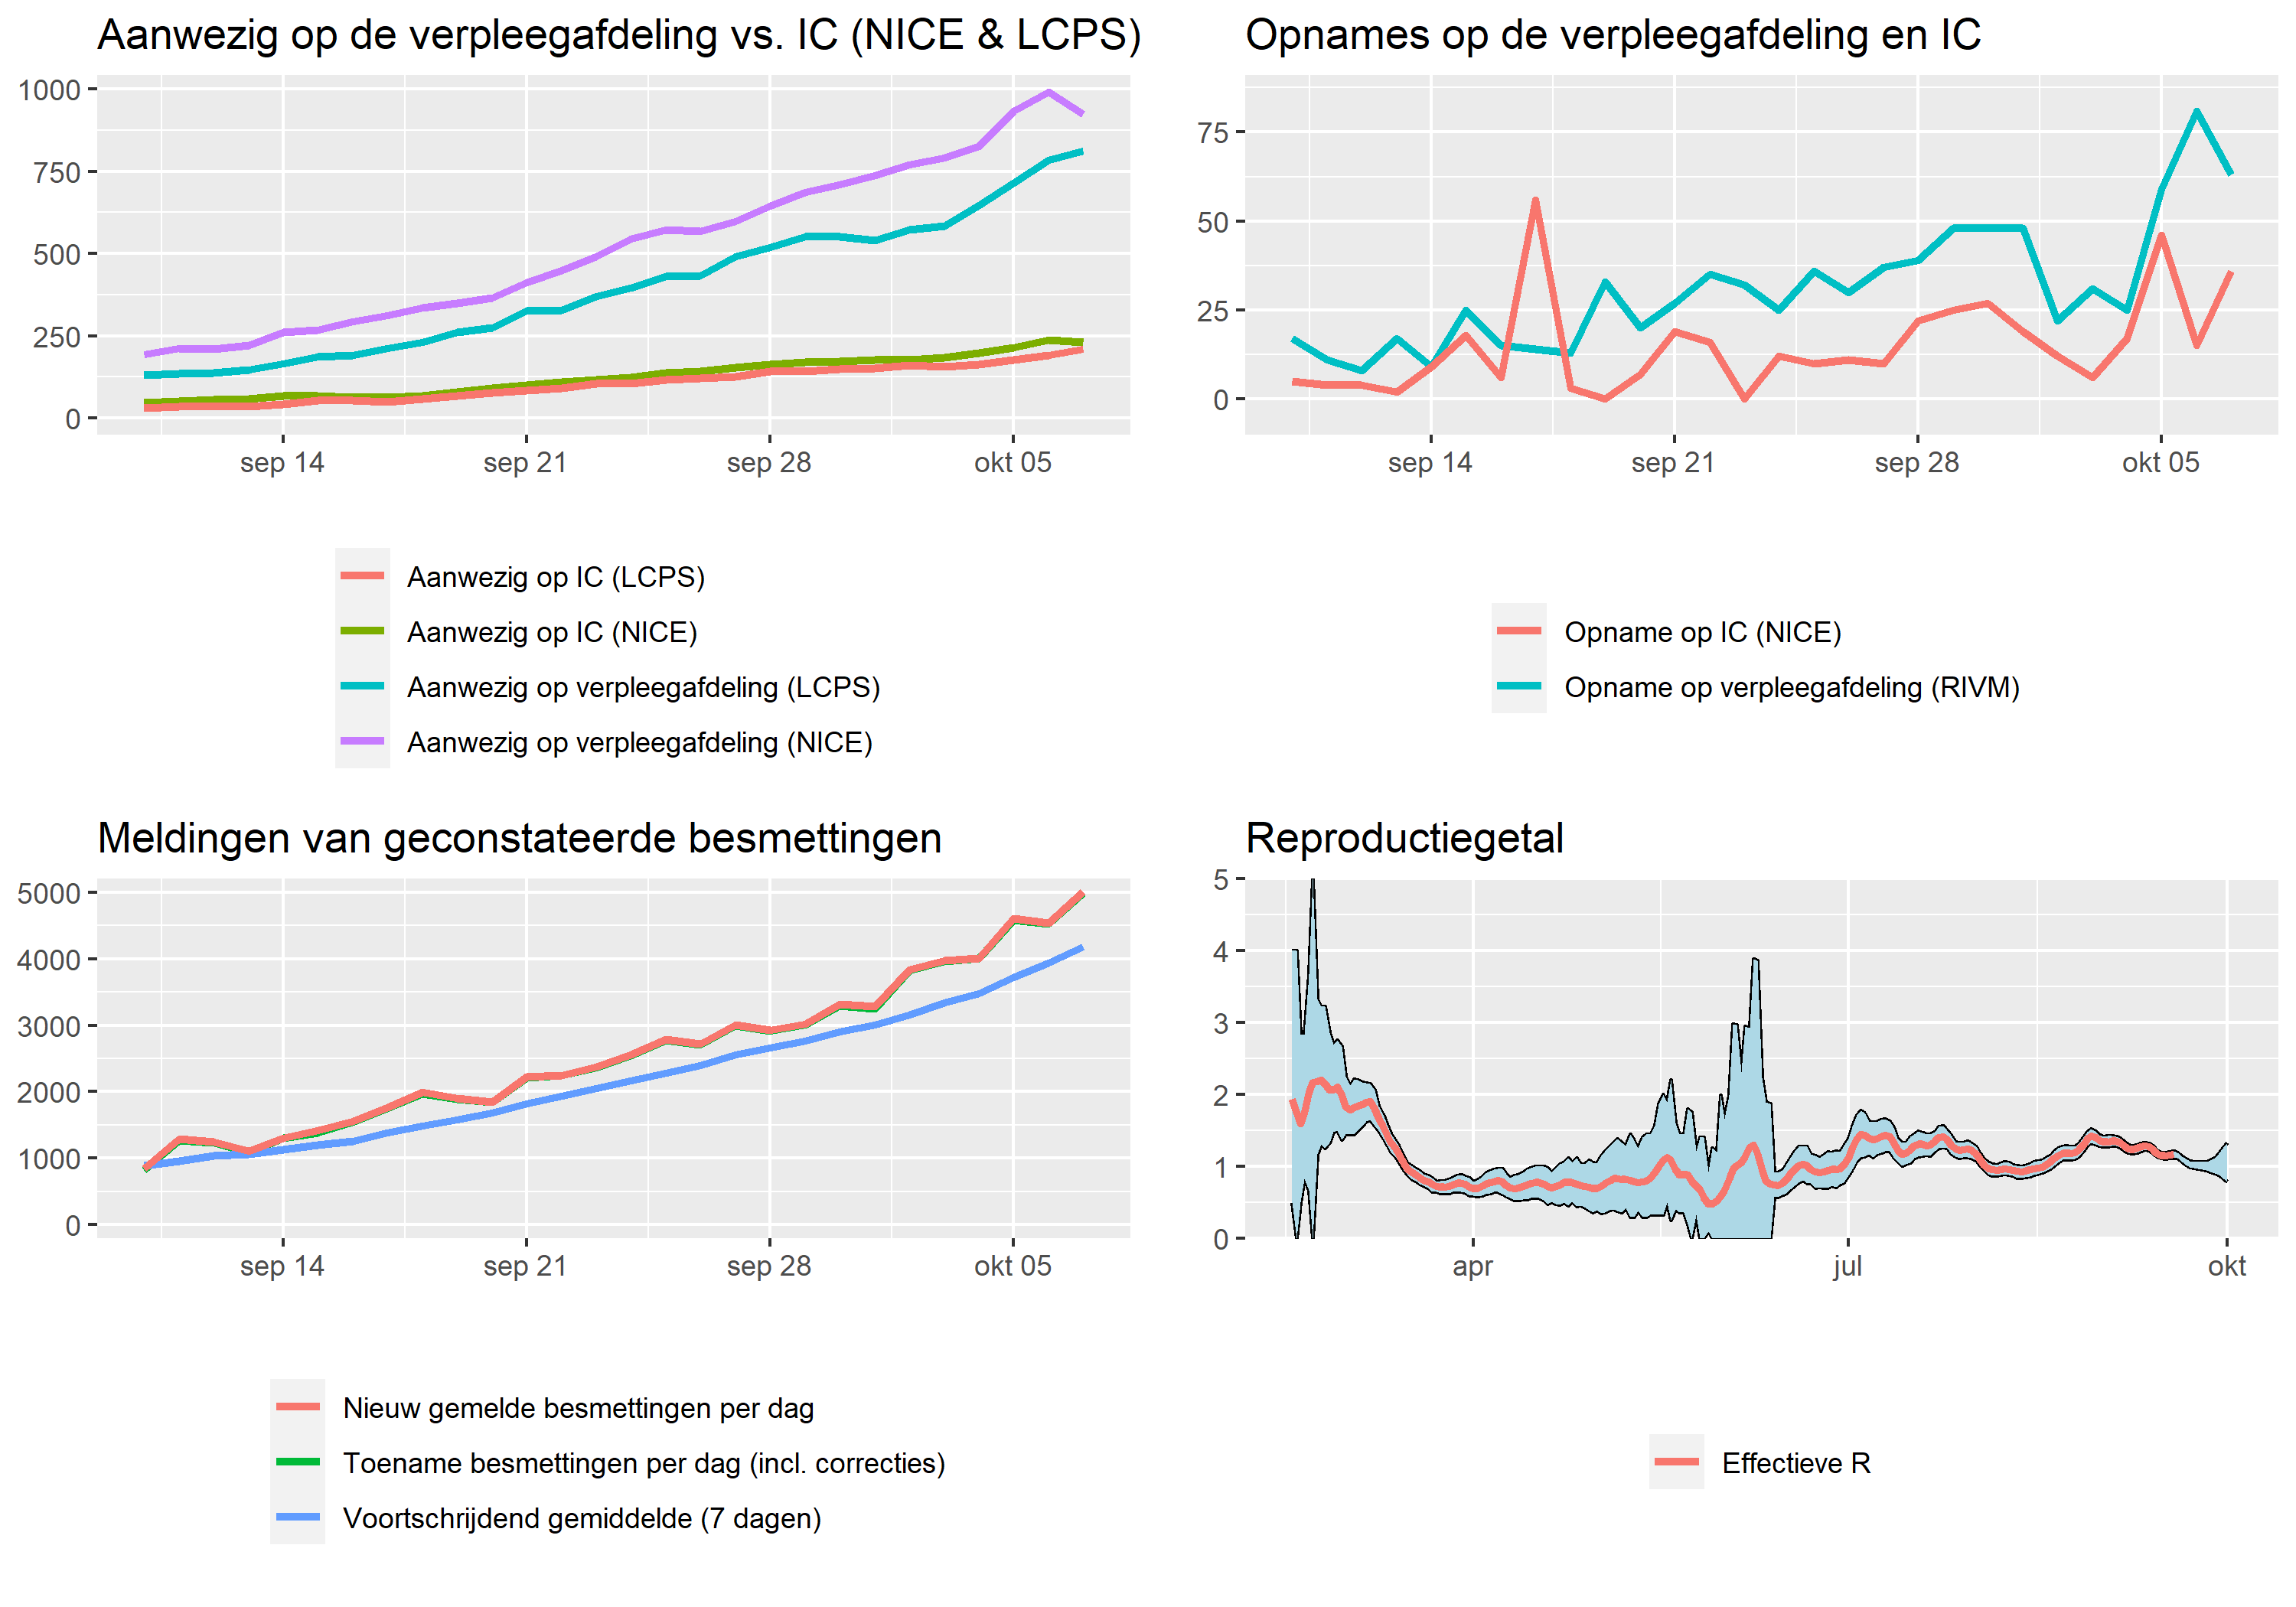 Aanwezig op de verpleegafdeling vs. IC (NICE & LCPS)
1000
750
500
250
0
sep 14
sep 21
sep 28
okt 05
Aanwezig op IC (LCPS)
Aanwezig op IC (NICE)
Aanwezig op verpleegafdeling (LCPS)
Aanwezig op verpleegafdeling (NICE)
Opnames op de verpleegafdeling en IC
75
50
25
0
sep 14
sep 21
sep 28
okt 05
Opname op IC (NICE)
Opname op verpleegafdeling (RIVM)
Meldingen van geconstateerde besmettingen
5000
4000
3000
2000
1000
0
sep 14
sep 21
sep 28
okt 05
Nieuw gemelde besmettingen per dag
Toename besmettingen per dag (incl. correcties)
Voortschrijdend gemiddelde (7 dagen)
Reproductiegetal
5
4
3
2
1
0
apr
jul
okt
Effectieve R